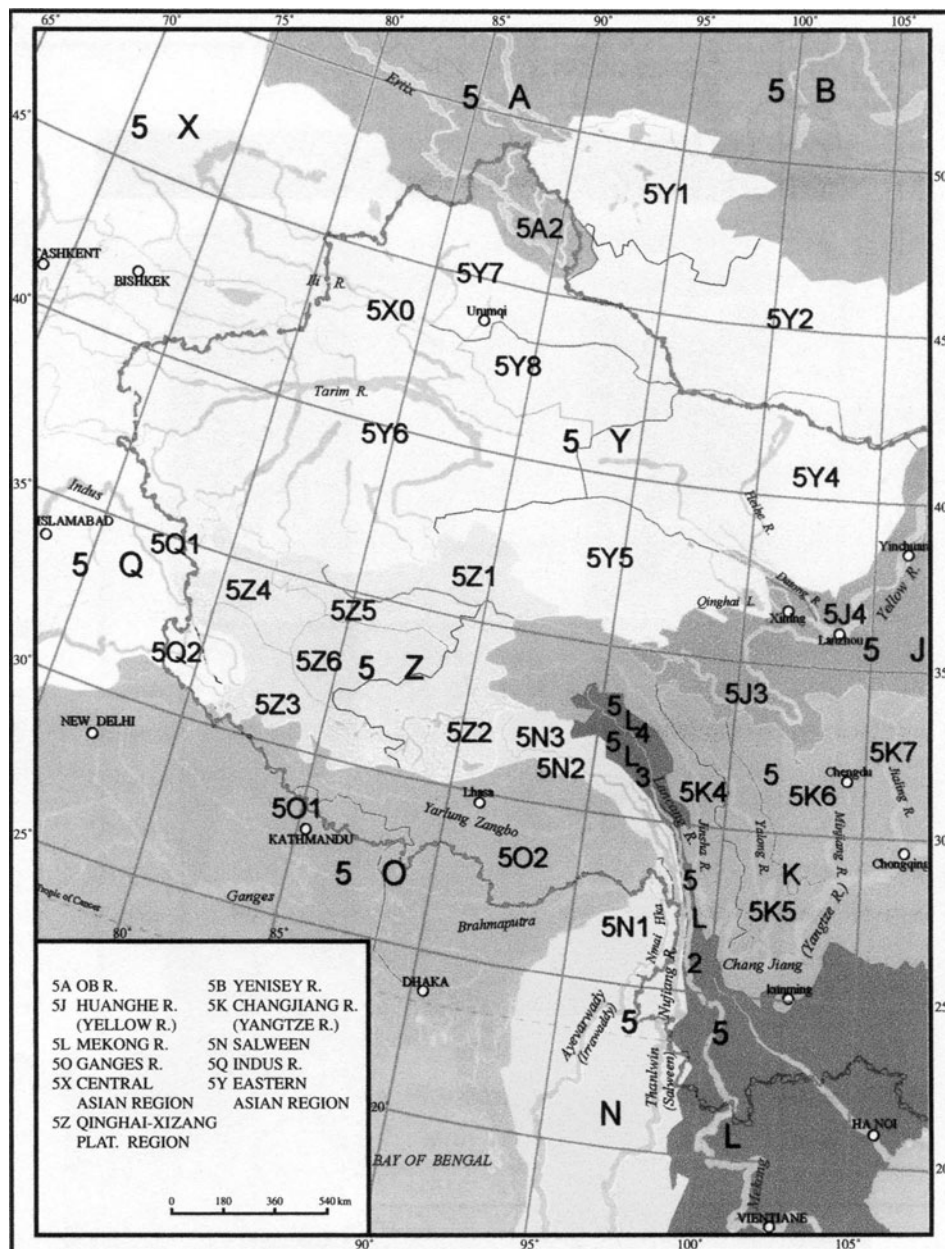 65° 70° 75° 80° 85° 90° 95° 100° 105°
5 A
5 B
Ertix
45°
5 X
50°
5Y1
5A2
TASHKENT
BISHKEK
Ili R.
5Y7
40°
5X0
Urumqi
5Y2
45°
5Y8
Tarim R.
5Y6
5 Y
5Y4
35°
Indus
Heihe R.
40°
ISLAMABAD
5Q1
Yinchuan
5 Q
5Y5
5Z4
5Z1
Datong R.
Yellow R.
Qinghai L.
5Z5
Xining
5J4
Lanzhou
5Q2
5Z6
5 Z
5 J
35°
30°
5Z3
5J3
5 L4
NEW DELHI
5Z2
5N3
5 L3
5K7
5N2
5
Chengdu
Jialing R.
5K4
5K6
Lhasa
Lancang R.
5O1
Yarlung Zangbo
Jinsha R.
Yalong R.
Minjiang R.
25°
KATHMANDU
30°
Chongqing
5O2
5 O
K
5
Ganges
Tropic of Cancer
5K5
(Yangtze R.)
Brahmaputra
5N1
Nmai Hka
L
80° 85°
2
Chang Jiang
DHAKA
Nujiang R.
kunming
Ayevarwady
(Irrawaddy)
5
5
25°
Thanlwin
(Salween)
5A OB R. 5B YENISEY R.
5J HUANGHE R. 5K CHANGJIANG R.
(YELLOW R.) (YANGTZE R.)
5L MEKONG R. 5N SALWEEN
5O GANGES R. 5Q INDUS R.
5X CENTRAL 5Y EASTERN
ASIAN REGION ASIAN REGION
5Z QINGHAI-XIZANG
PLAT. REGION
0 180 360 540 km
20°
N
L
HA NOI
BAY OF BENGAL
20°
Mekong
VIENTIANE
90° 95° 100° 105°